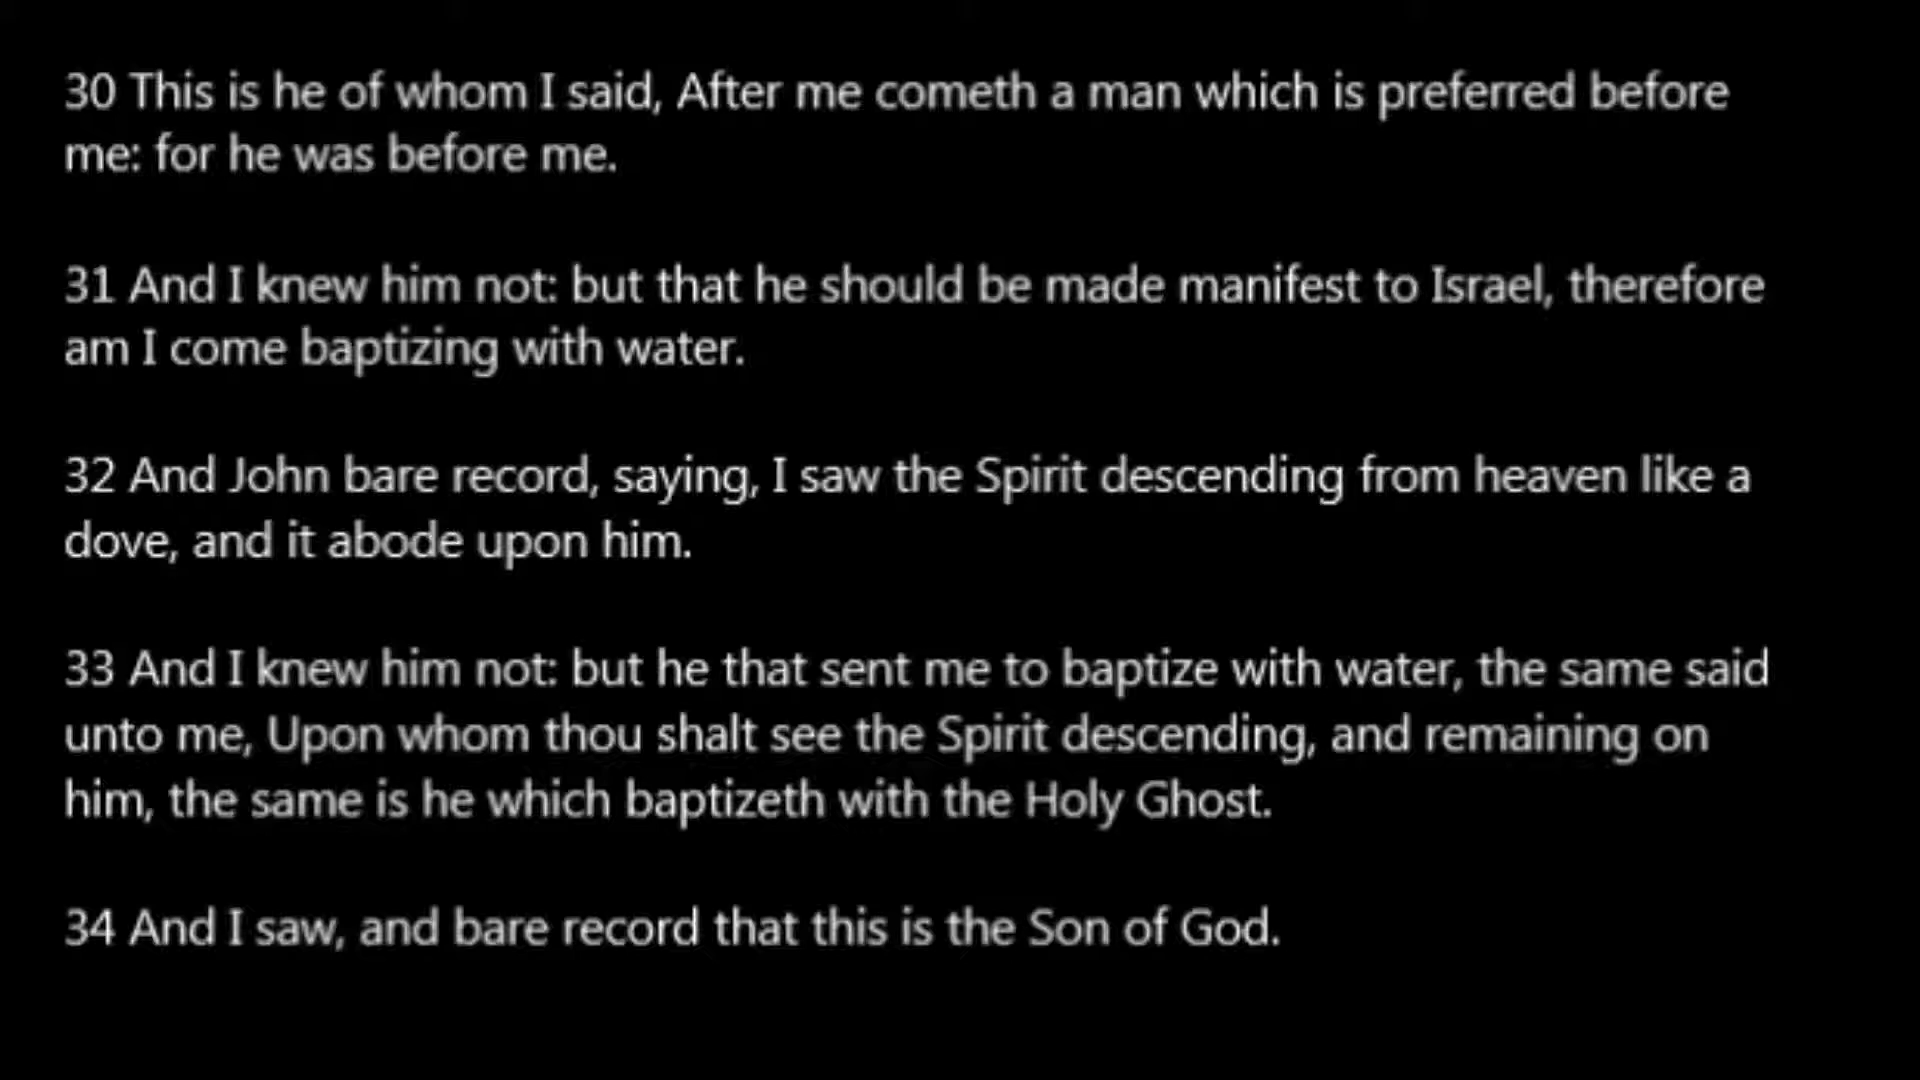 30 This is he of whom I said, After me cometh a man which is preferred before
me: for he was before me.
31 And I knew him not: but that he should be made manifest to Israel, therefore
am I come baptizing with water.
32 And John bare record, saying, I saw the Spirit descending from heaven like a
dove, and it abode upon him.
33 And I knew him not: but he that sent me to baptize with water, the same said
unto me, Upon whom thou shalt see the Spirit descending, and remaining on
him, the same is he which baptizeth with the Holy Ghost.
34 And I saw, and bare record that this is the Son of God.